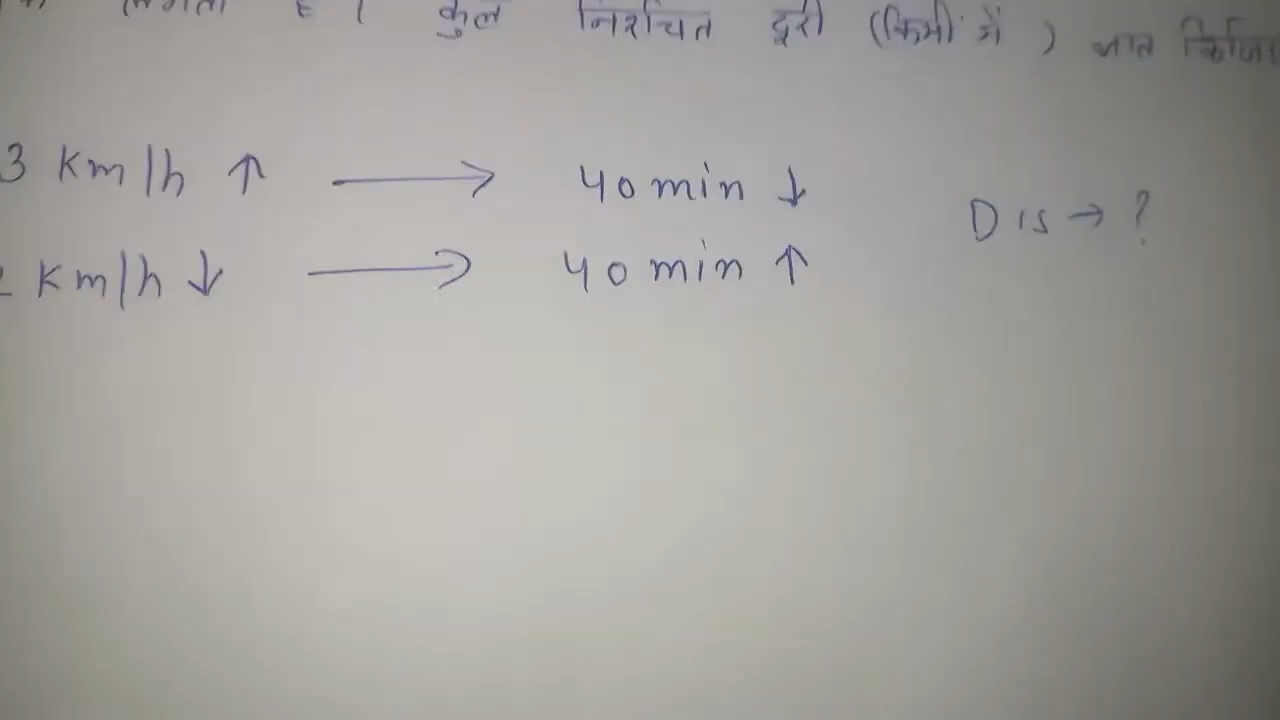 है । कुल निश्चित दूरी (किमी में ) ज्ञात
3 Km/h ↑ → 40 min ↓
Km/h ↓ → 40 min ↑
Dis → ?